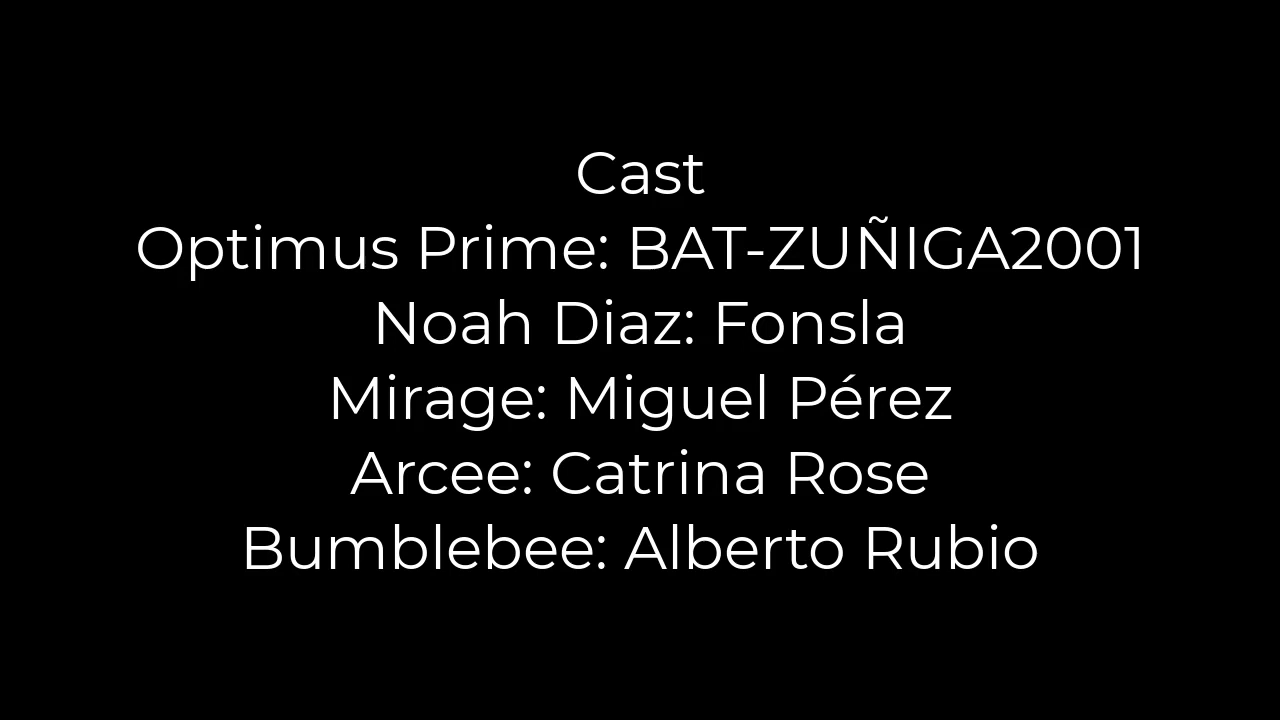 Cast
Optimus Prime: BAT-ZUÑIGA2001
Noah Diaz: Fonsla
Mirage: Miguel Pérez
Arcee: Catrina Rose
Bumblebee: Alberto Rubio